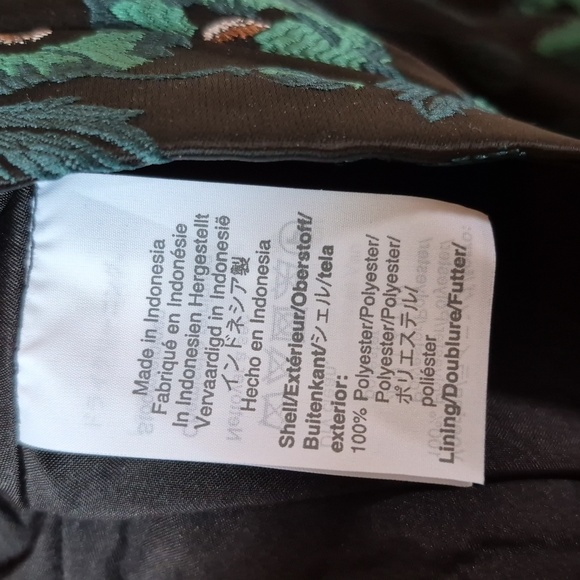 Made in Indonesia
Fabriqué en Indonésie
In Indonesien Hergestellt
Vervaardigd in Indonesië
インドネシア製
Hecho en Indonesia
Shell/Extérieur/Oberstoff/
Buitenkant/シェル/tela
exterior:
100% Polyester/Polyester/
Polyester/Polyester/
ポリエステル/
poliéster
Lining/Doublure/Futter/